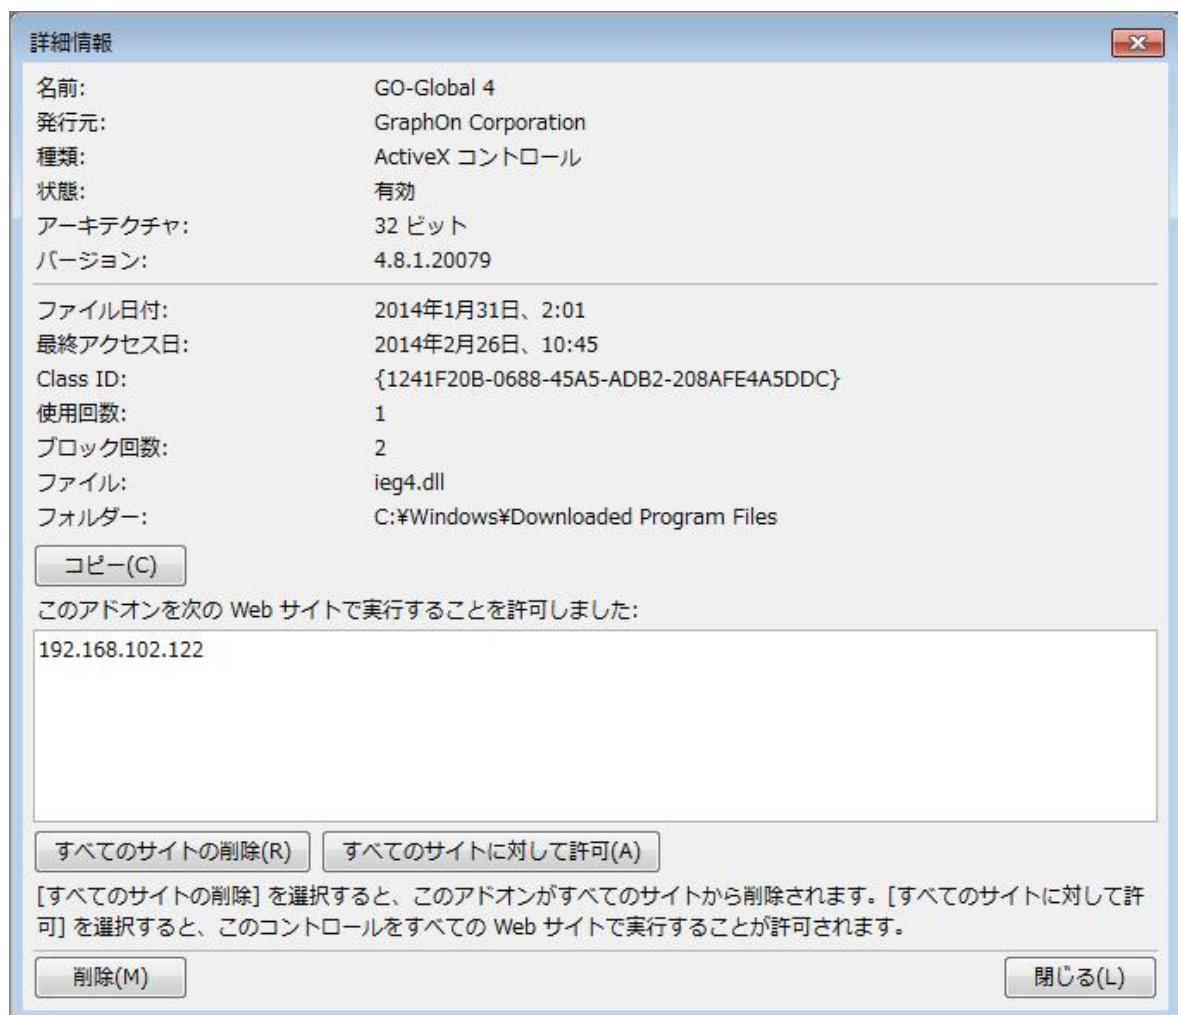 詳細情報
名前: GO-Global 4
発行元: GraphOn Corporation
種類: ActiveX コントロール
状態: 有効
アーキテクチャ: 32 ビット
バージョン: 4.8.1.20079
ファイル日付: 2014年1月31日、2:01
最終アクセス日: 2014年2月26日、10:45
Class ID: {1241F20B-0688-45A5-ADB2-208AFE4A5DDC}
使用回数: 1
ブロック回数: 2
ファイル: ieg4.dll
フォルダー: C:¥Windows¥Downloaded Program Files
コピー(C)
このアドオンを次の Web サイトで実行することを許可しました:
192.168.102.122
すべてのサイトの削除(R) すべてのサイトに対して許可(A)
[すべてのサイトの削除] を選択すると、このアドオンがすべてのサイトから削除されます。[すべてのサイトに対して許
可] を選択すると、このコントロールをすべての Web サイトで実行することが許可されます。
削除(M) 閉じる(L)